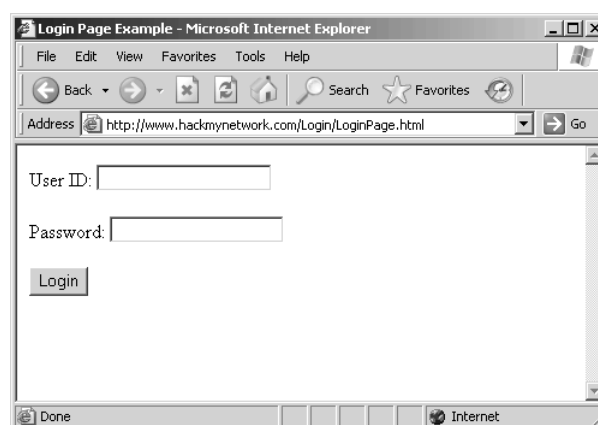 Login Page Example - Microsoft Internet Explorer
File Edit View Favorites Tools Help
Back Search Favorites
Address http://www.hackmynetwork.com/Login/LoginPage.html Go
User ID:
Password:
Login
Done Internet